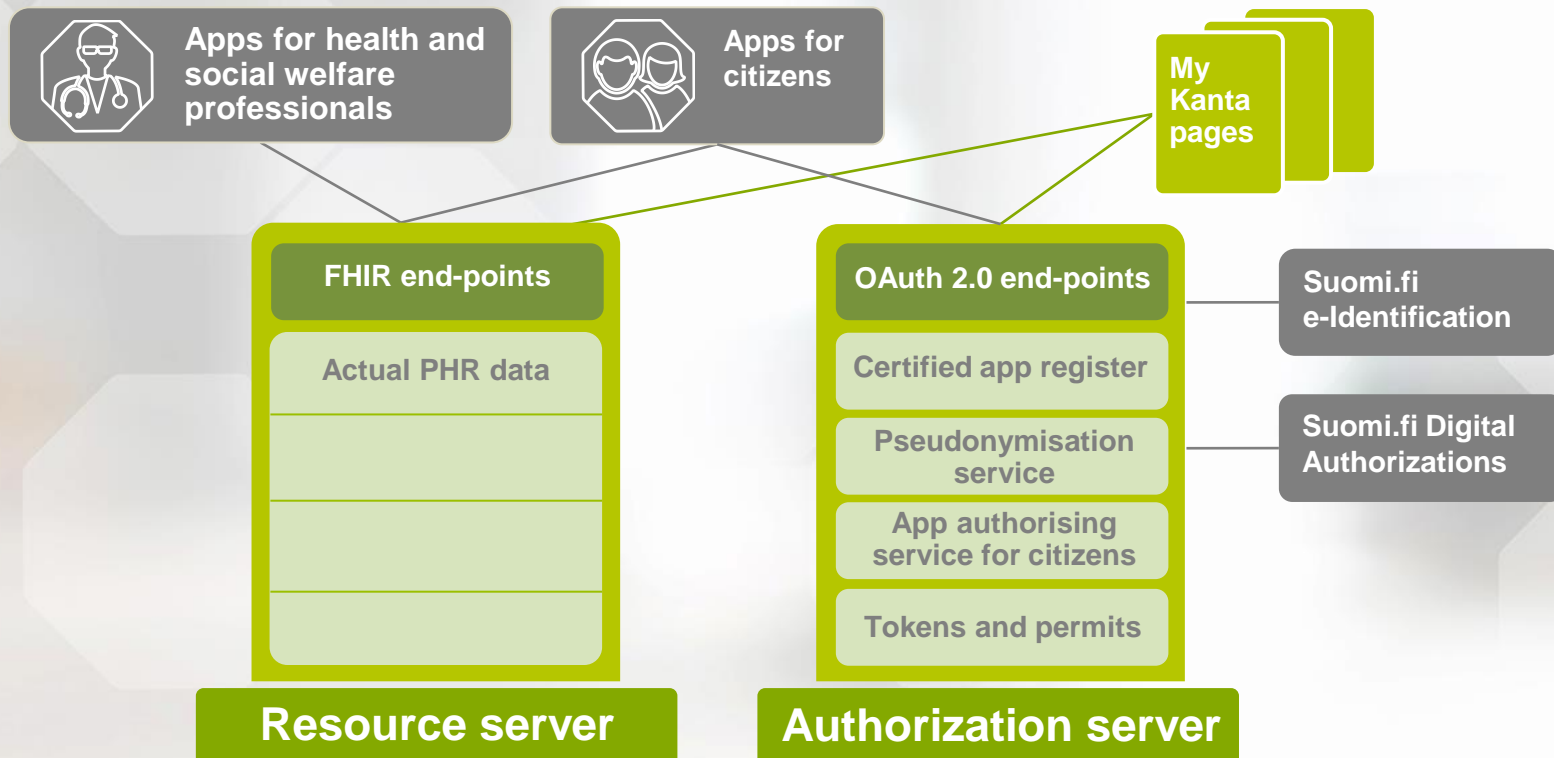 Apps for health and
social welfare
professionals
Apps for
citizens
My
Kanta
pages
FHIR end-points
Actual PHR data
Resource server
OAuth 2.0 end-points
Certified app register
Pseudonymisation
service
App authorising
service for citizens
Tokens and permits
Authorization server
Suomi.fi
e-Identification
Suomi.fi Digital
Authorizations